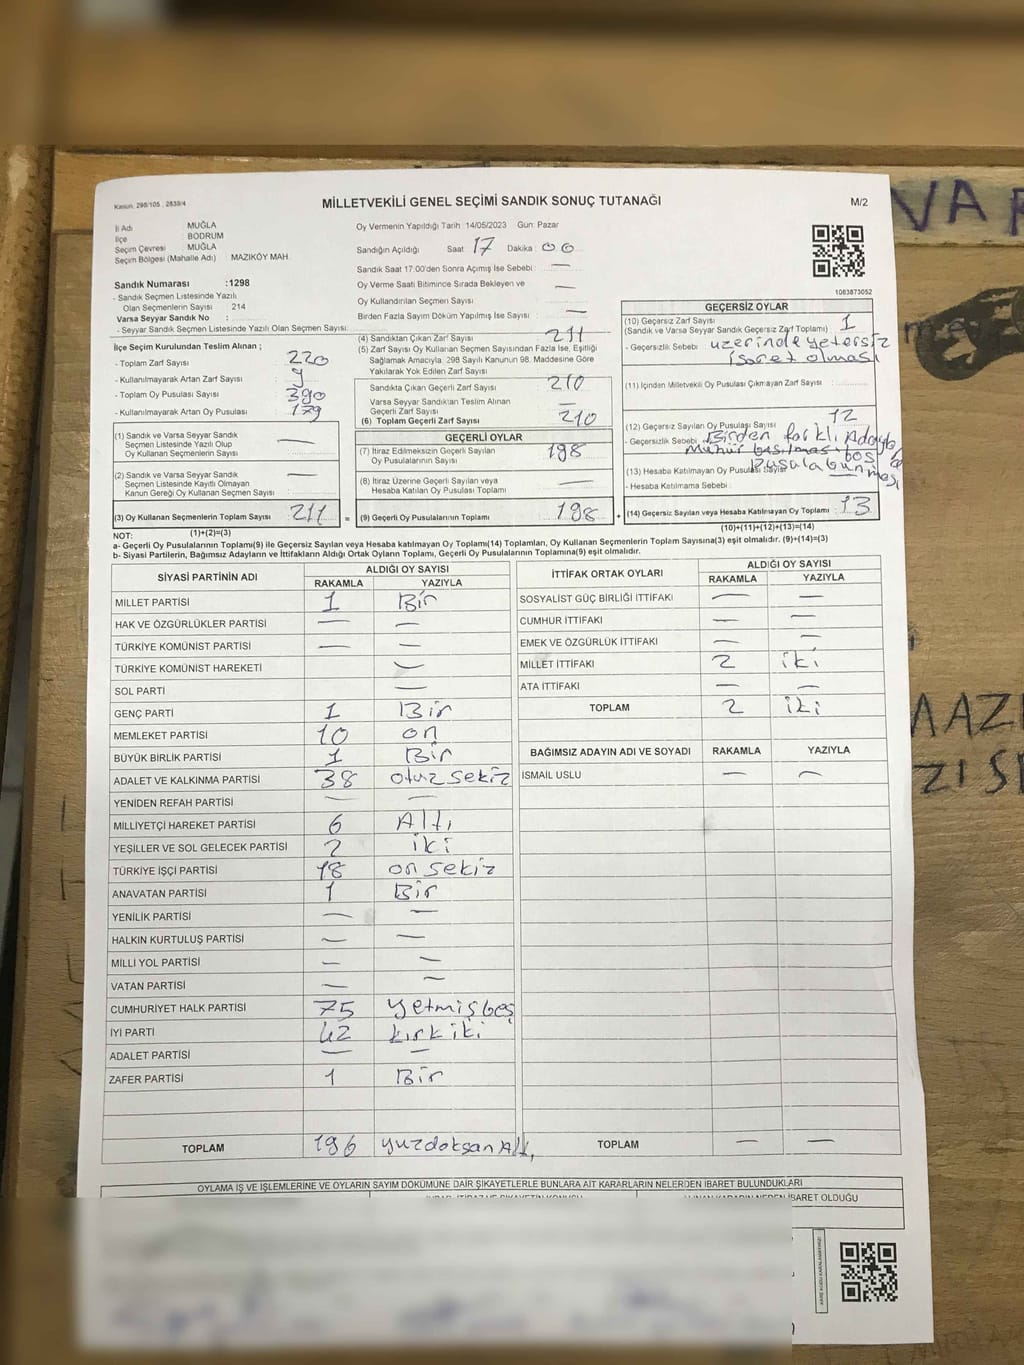 Kanun. 298/105 , 2839/4
MİLLETVEKİLİ GENEL SEÇİMİ SANDIK SONUÇ TUTANAĞI
M/2
İl Adı MUĞLA
İlçe BODRUM
Seçim Çevresi MUĞLA
Seçim Bölgesi (Mahalle Adı) MAZIKÖY MAH.
Sandık Numarası :1298
- Sandık Seçmen Listesinde Yazılı
Olan Seçmenlerin Sayısı 214
Varsa Seyyar Sandık No :
- Seyyar Sandık Seçmen Listesinde Yazılı Olan Seçmen Sayısı:
Oy Vermenin Yapıldığı Tarih :14/05/2023 Gün: Pazar
Sandığın Açıldığı Saat 17 Dakika : 00
Sandık Saat 17.00'den Sonra Açılmış İse Sebebi : —
Oy Verme Saati Bitiminde Sırada Bekleyen ve
Oy Kullandırılan Seçmen Sayısı —
Birden Fazla Sayım Döküm Yapılmış İse Sayısı : —
1083873052
İlçe Seçim Kurulundan Teslim Alınan ;
- Toplam Zarf Sayısı 220
- Kullanılmayarak Artan Zarf Sayısı : 9
- Toplam Oy Pusulası Sayısı 390
- Kullanılmayarak Artan Oy Pusulası 179
(1) Sandık ve Varsa Seyyar Sandık
Seçmen Listesinde Yazılı Olup
Oy Kullanan Seçmenlerin Sayısı —
(2) Sandık ve Varsa Seyyar Sandık
Seçmen Listesinde Kayıtlı Olmayan
Kanun Gereği Oy Kullanan Seçmen Sayısı : —
(3) Oy Kullanan Seçmenlerin Toplam Sayısı 211
(1)+(2)=(3)
(4) Sandıktan Çıkan Zarf Sayısı 211
(5) Zarf Sayısı Oy Kullanan Seçmen Sayısından Fazla İse, Eşitliği
Sağlamak Amacıyla, 298 Sayılı Kanunun 98. Maddesine Göre
Yakılarak Yok Edilen Zarf Sayısı
Sandıkta Çıkan Geçerli Zarf Sayısı 210
Varsa Seyyar Sandıktan Teslim Alınan
Geçerli Zarf Sayısı —
(6) Toplam Geçerli Zarf Sayısı 210
GEÇERLİ OYLAR
(7) İtiraz Edilmeksizin Geçerli Sayılan
Oy Pusulasının Sayısı 198
(8) İtiraz Üzerine Geçerli Sayılan veya
Hesaba Katılan Oy Pusulası Toplamı —
= (9) Geçerli Oy Pusulalarının Toplamı 198 +
GEÇERSİZ OYLAR
(10) Geçersiz Zarf Sayısı
(Sandık ve Varsa Seyyar Sandık Geçersiz Zarf Toplamı) : 1
- Geçersizlik Sebebi üzerinde yetersiz
işaret olması
(11) İçinden Milletvekili Oy Pusulası Çıkmayan Zarf Sayısı :
(12) Geçersiz Sayılan Oy Pusulası Sayısı 12
- Geçersizlik Sebebi Birden farklı Adayla
mühür basılması, boş
Pusula
(13) Hesaba Katılmayan Oy Pusulası Sayısı
- Hesaba Katılmama Sebebi :
(14) Geçersiz Sayılan veya Hesaba Katılmayan Oy Toplamı : 13
(10)+(11)+(12)+(13)=(14)
NOT:
a- Geçerli Oy Pusulalarının Toplamı(9) ile Geçersiz Sayılan veya Hesaba katılmayan Oy Toplamı(14) Toplamları, Oy Kullanan Seçmenlerin Toplam Sayısına(3) eşit olmalıdır. (9)+(14)=(3)
b- Siyasi Partilerin, Bağımsız Adayların ve İttifakların Aldığı Ortak Oyların Toplamı, Geçerli Oy Pusulalarının Toplamına(9) eşit olmalıdır.
SİYASİ PARTİNİN ADI ALDIĞI OY SAYISI
RAKAMLA YAZIYLA
MİLLET PARTİSİ 1 Bir
HAK VE ÖZGÜRLÜKLER PARTİSİ — —
TÜRKİYE KOMÜNİST PARTİSİ — —
TÜRKİYE KOMÜNİST HAREKETİ —
SOL PARTİ —
GENÇ PARTİ 1 Bir
MEMLEKET PARTİSİ 10 on
BÜYÜK BİRLİK PARTİSİ 1 Bir
ADALET VE KALKINMA PARTİSİ 38 otuz sekiz
YENİDEN REFAH PARTİSİ — —
MİLLİYETÇİ HAREKET PARTİSİ 6 Altı
YEŞİLLER VE SOL GELECEK PARTİSİ 2 iki
TÜRKİYE İŞÇİ PARTİSİ 18 on sekiz
ANAVATAN PARTİSİ 1 Bir
YENİLİK PARTİSİ — —
HALKIN KURTULUŞ PARTİSİ — —
MİLLİ YOL PARTİSİ — —
VATAN PARTİSİ — —
CUMHURİYET HALK PARTİSİ 75 yetmiş beş
İYİ PARTİ 42 kırk iki
ADALET PARTİSİ — —
ZAFER PARTİSİ 1 Bir
TOPLAM 196 yüzdoksan Altı
İTTİFAK ORTAK OYLARI ALDIĞI OY SAYISI
RAKAMLA YAZIYLA
SOSYALİST GÜÇ BİRLİĞİ İTTİFAKI — —
CUMHUR İTTİFAKI — —
EMEK VE ÖZGÜRLÜK İTTİFAKI — —
MİLLET İTTİFAKI 2 iki
ATA İTTİFAKI — —
TOPLAM 2 iki
BAĞIMSIZ ADAYIN ADI VE SOYADI RAKAMLA YAZIYLA
İSMAİL USLU — —
TOPLAM — —
OYLAMA İŞ VE İŞLEMLERİNE VE OYLARIN SAYIM DÖKÜMÜNE DAİR ŞİKAYETLERLE BUNLARA AİT KARARLARIN NELERDEN İBARET BULUNDUKLARI
İBARET OLDUĞU